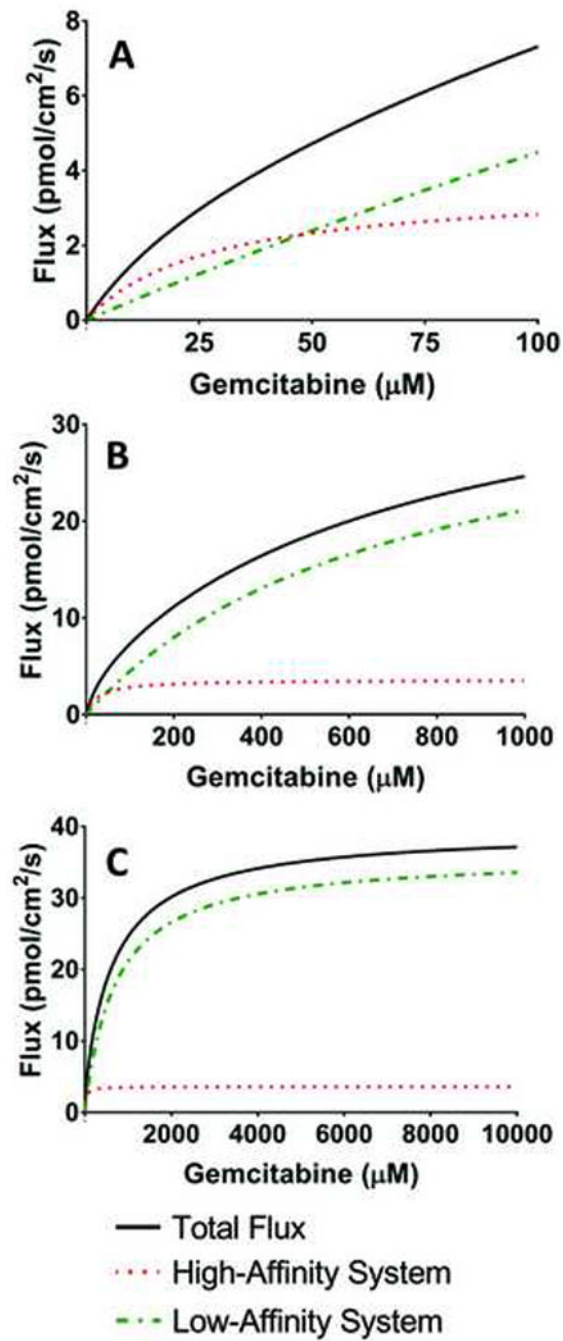 A
Flux (pmol/cm²/s)
8
6
4
2
0
25 50 75 100
Gemcitabine (μM)
B
Flux (pmol/cm²/s)
30
20
10
0
200 400 600 800 1000
Gemcitabine (μM)
C
Flux (pmol/cm²/s)
40
30
20
10
0
2000 4000 6000 8000 10000
Gemcitabine (μM)
Total Flux
High-Affinity System
Low-Affinity System